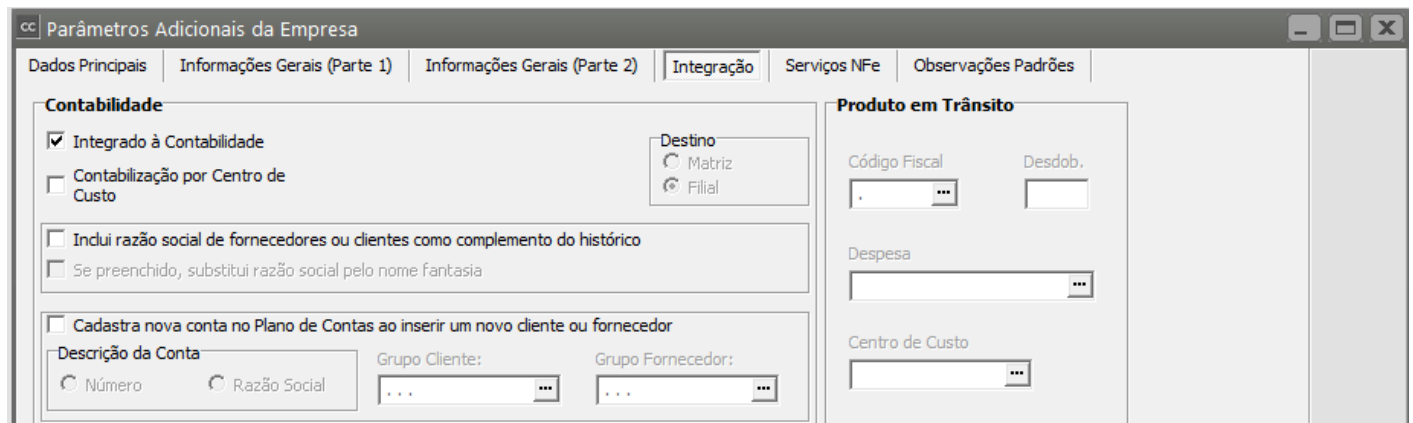 cc Parâmetros Adicionais da Empresa
Dados Principais Informações Gerais (Parte 1) Informações Gerais (Parte 2) Integração Serviços NFe Observações Padrões
Contabilidade
Integrado à Contabilidade
Contabilização por Centro de
Custo
Destino
Matriz
Filial
Inclui razão social de fornecedores ou clientes como complemento do histórico
Se preenchido, substitui razão social pelo nome fantasia
Cadastra nova conta no Plano de Contas ao inserir um novo cliente ou fornecedor
Descrição da Conta
Número Razão Social
Grupo Cliente: Grupo Fornecedor:
. . . ... . . . ...
Produto em Trânsito
Código Fiscal Desdob.
. ...
Despesa
...
Centro de Custo
...